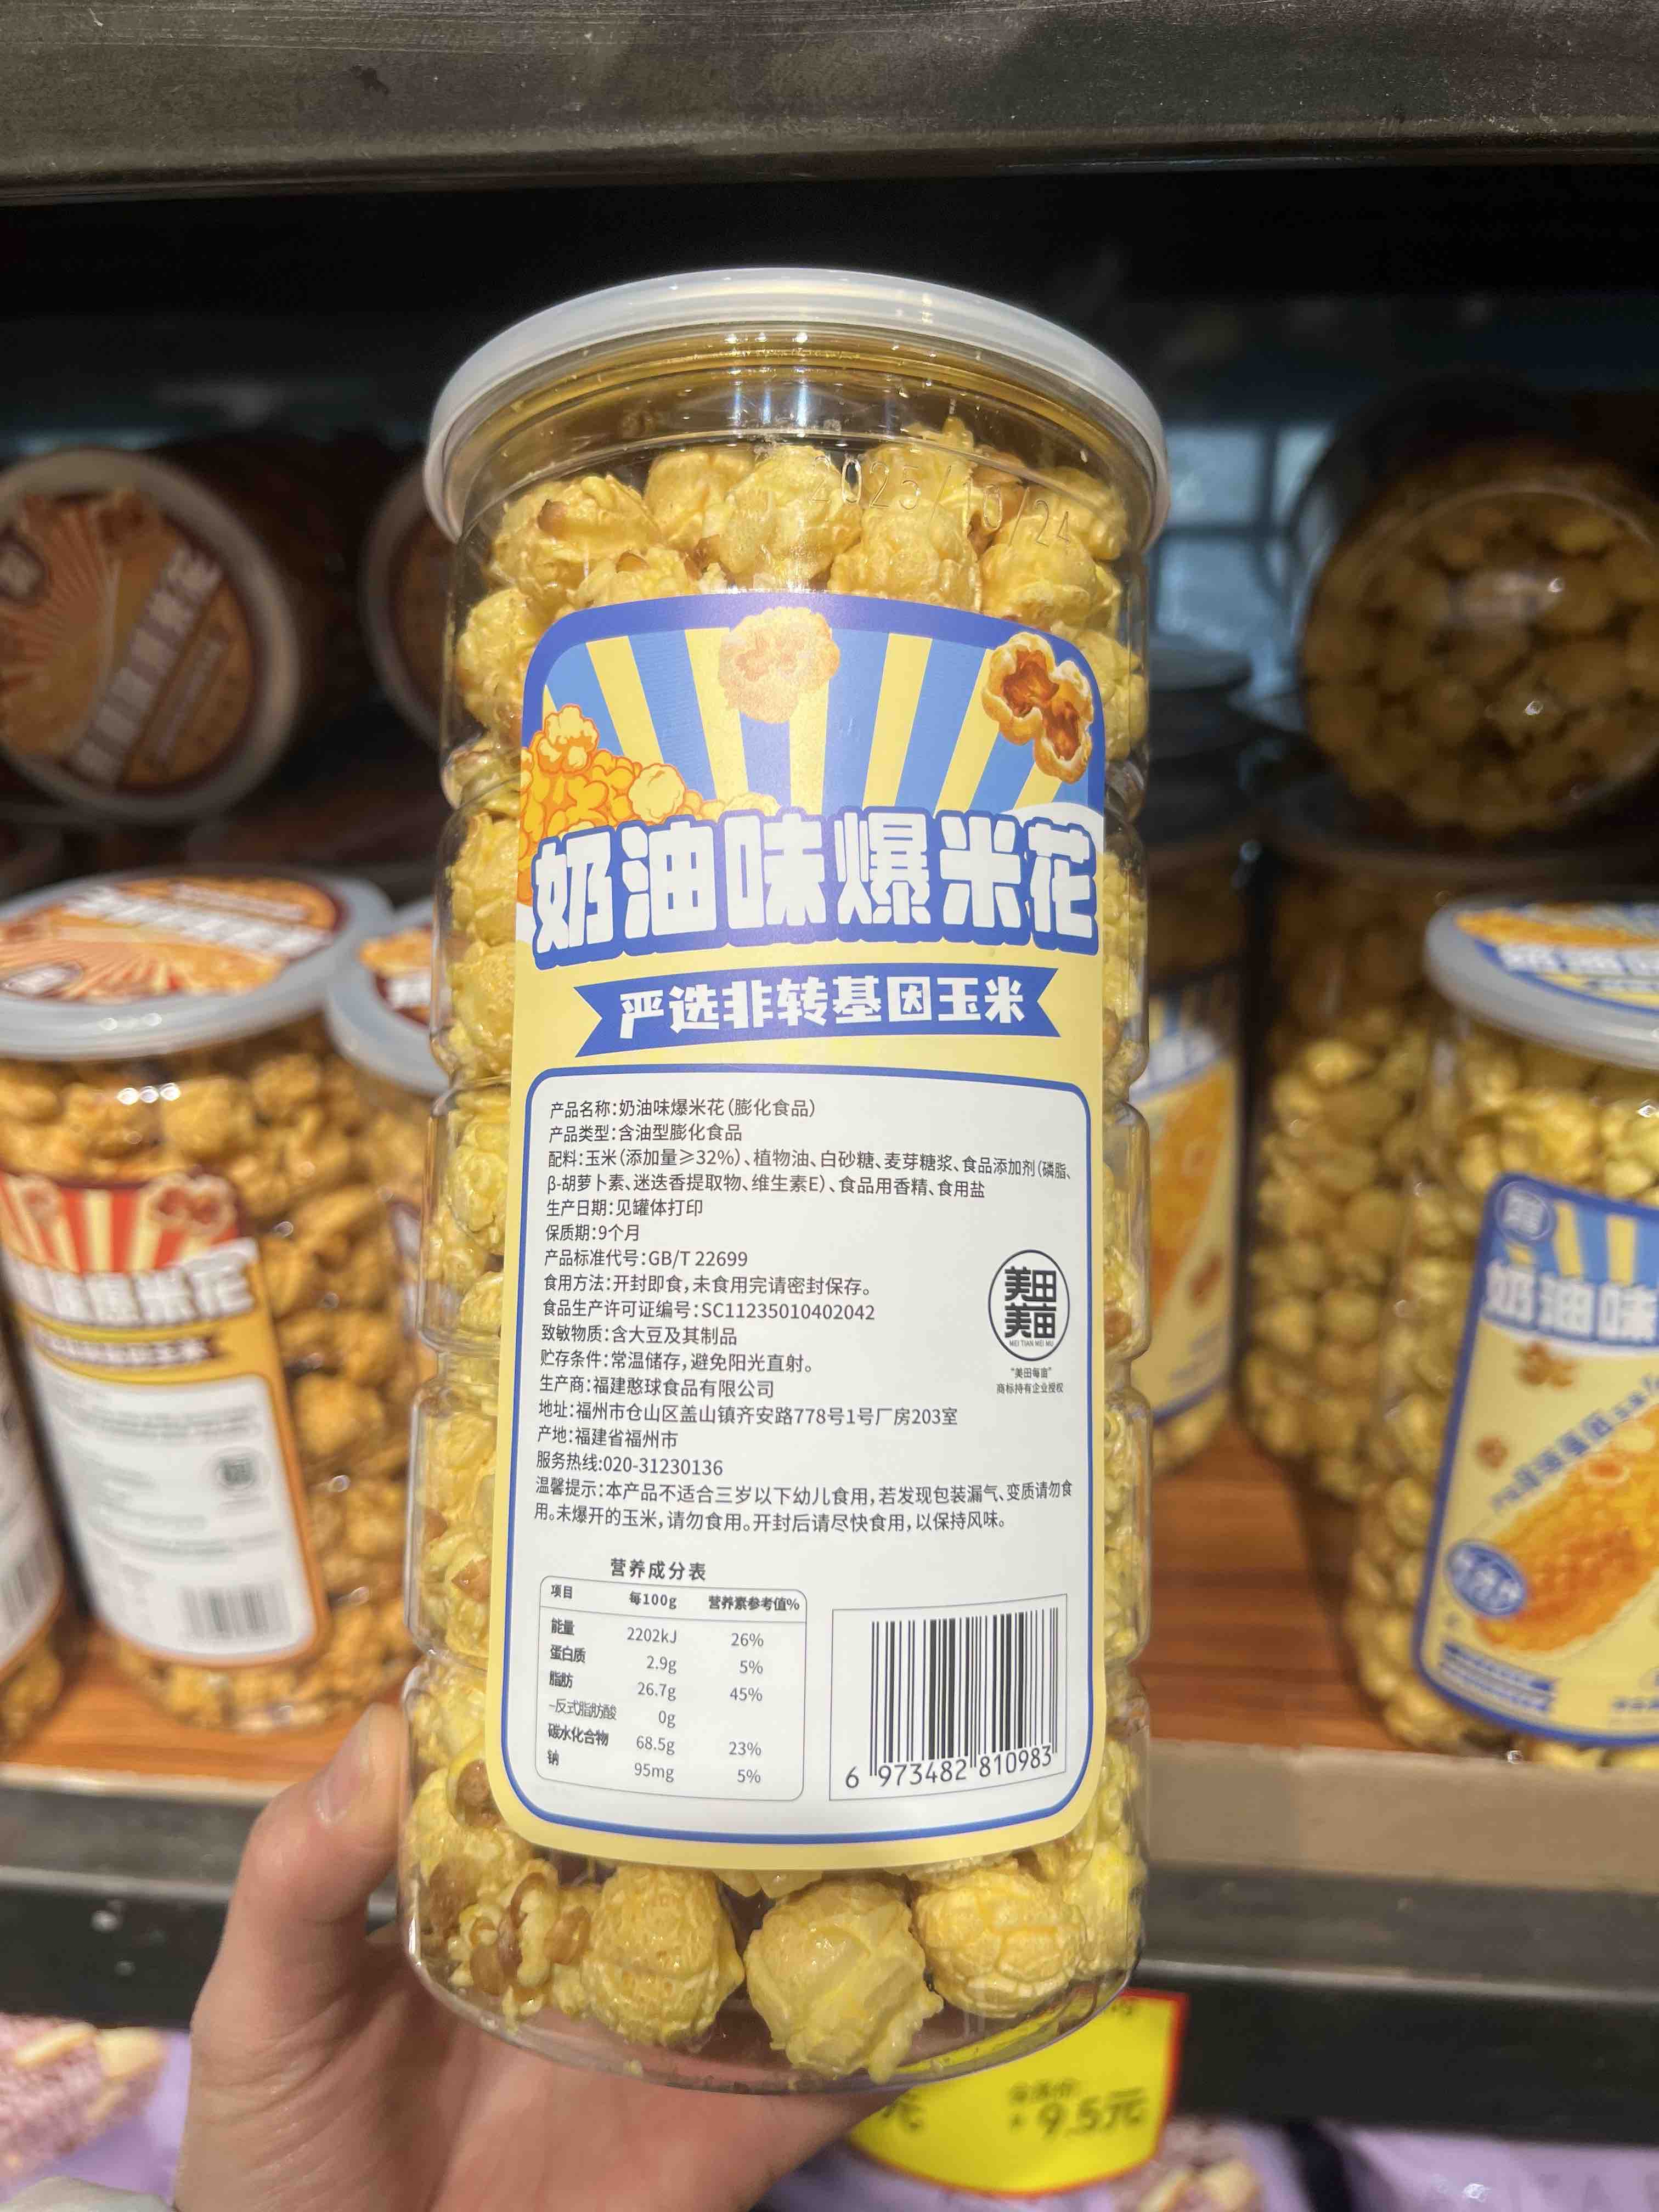 2025/10/24
奶油味爆米花
严选非转基因玉米
产品名称:奶油味爆米花(膨化食品)
产品类型:含油型膨化食品
配料:玉米(添加量≥32%)、植物油、白砂糖、麦芽糖浆、食品添加剂(磷脂、
β-胡萝卜素、迷迭香提取物、维生素E)、食品用香精、食用盐
生产日期:见罐体打印
保质期:9个月
产品标准代号:GB/T 22699
食用方法:开封即食,未食用完请密封保存。
食品生产许可证编号:SC11235010402042
致敏物质:含大豆及其制品
贮存条件:常温储存,避免阳光直射。
生产商:福建憨球食品有限公司
地址:福州市仓山区盖山镇齐安路778号1号厂房203室
产地:福建省福州市
服务热线:020-31230136
温馨提示:本产品不适合三岁以下幼儿食用,若发现包装漏气、变质请勿食
用。未爆开的玉米,请勿食用。开封后请尽快食用,以保持风味。
美田
美亩
MEI TIAN MEI MU
"美田每亩"
商标持有企业授权
营养成分表
项目 每100g 营养素参考值%
能量 2202kJ 26%
蛋白质 2.9g 5%
脂肪 26.7g 45%
-反式脂肪酸 0g
碳水化合物 68.5g 23%
钠 95mg 5%
6 973482 810983
奶油味
爆米花
9.5元